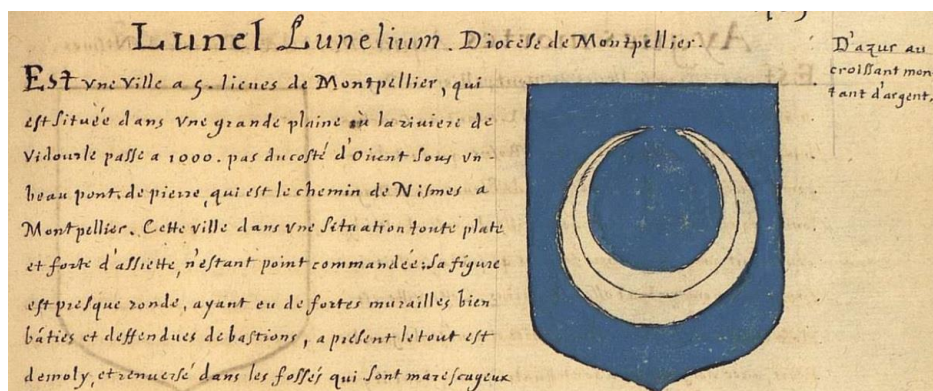 Lunel Lunelium. Diocese de Montpellier.
Est vne ville a 5. lieues de Montpellier, qui
est située dans vne grande plaine où la riviere de
Vidourle passe a 1000. pas du costé d'Orient sous vn
beau pont de pierre, qui est le chemin de Nismes a
Montpellier. Cette ville dans vne situation toute plate
et forte d'assiette, n'estant point commandée: sa figure
est presque ronde, ayant eu de fortes murailles bien
bâties et deffendues de bastions, a present le tout est
demoly, et renversé dans les fossés qui sont marescageux
D'azur au
croissant mon-
tant d'argent.